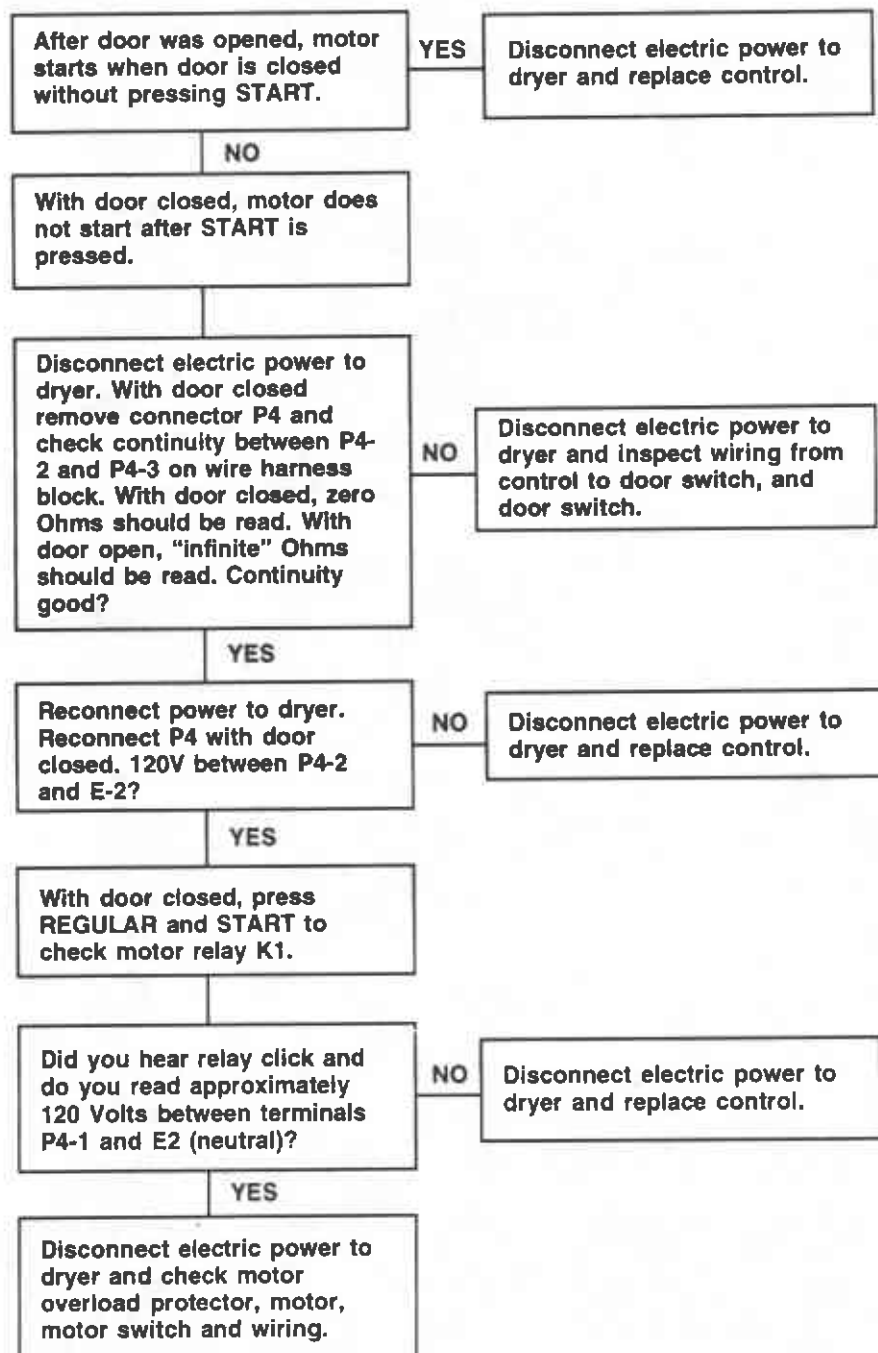 After door was opened, motor
starts when door is closed
without pressing START.
YES
Disconnect electric power to
dryer and replace control.
NO
With door closed, motor does
not start after START is
pressed.
Disconnect electric power to
dryer. With door closed
remove connector P4 and
check continuity between P4-
2 and P4-3 on wire harness
block. With door closed, zero
Ohms should be read. With
door open, “infinite” Ohms
should be read. Continuity
good?
NO
Disconnect electric power to
dryer and inspect wiring from
control to door switch, and
door switch.
YES
Reconnect power to dryer.
Reconnect P4 with door
closed. 120V between P4-2
and E-2?
NO
Disconnect electric power to
dryer and replace control.
YES
With door closed, press
REGULAR and START to
check motor relay K1.
Did you hear relay click and
do you read approximately
120 Volts between terminals
P4-1 and E2 (neutral)?
NO
Disconnect electric power to
dryer and replace control.
YES
Disconnect electric power to
dryer and check motor
overload protector, motor,
motor switch and wiring.